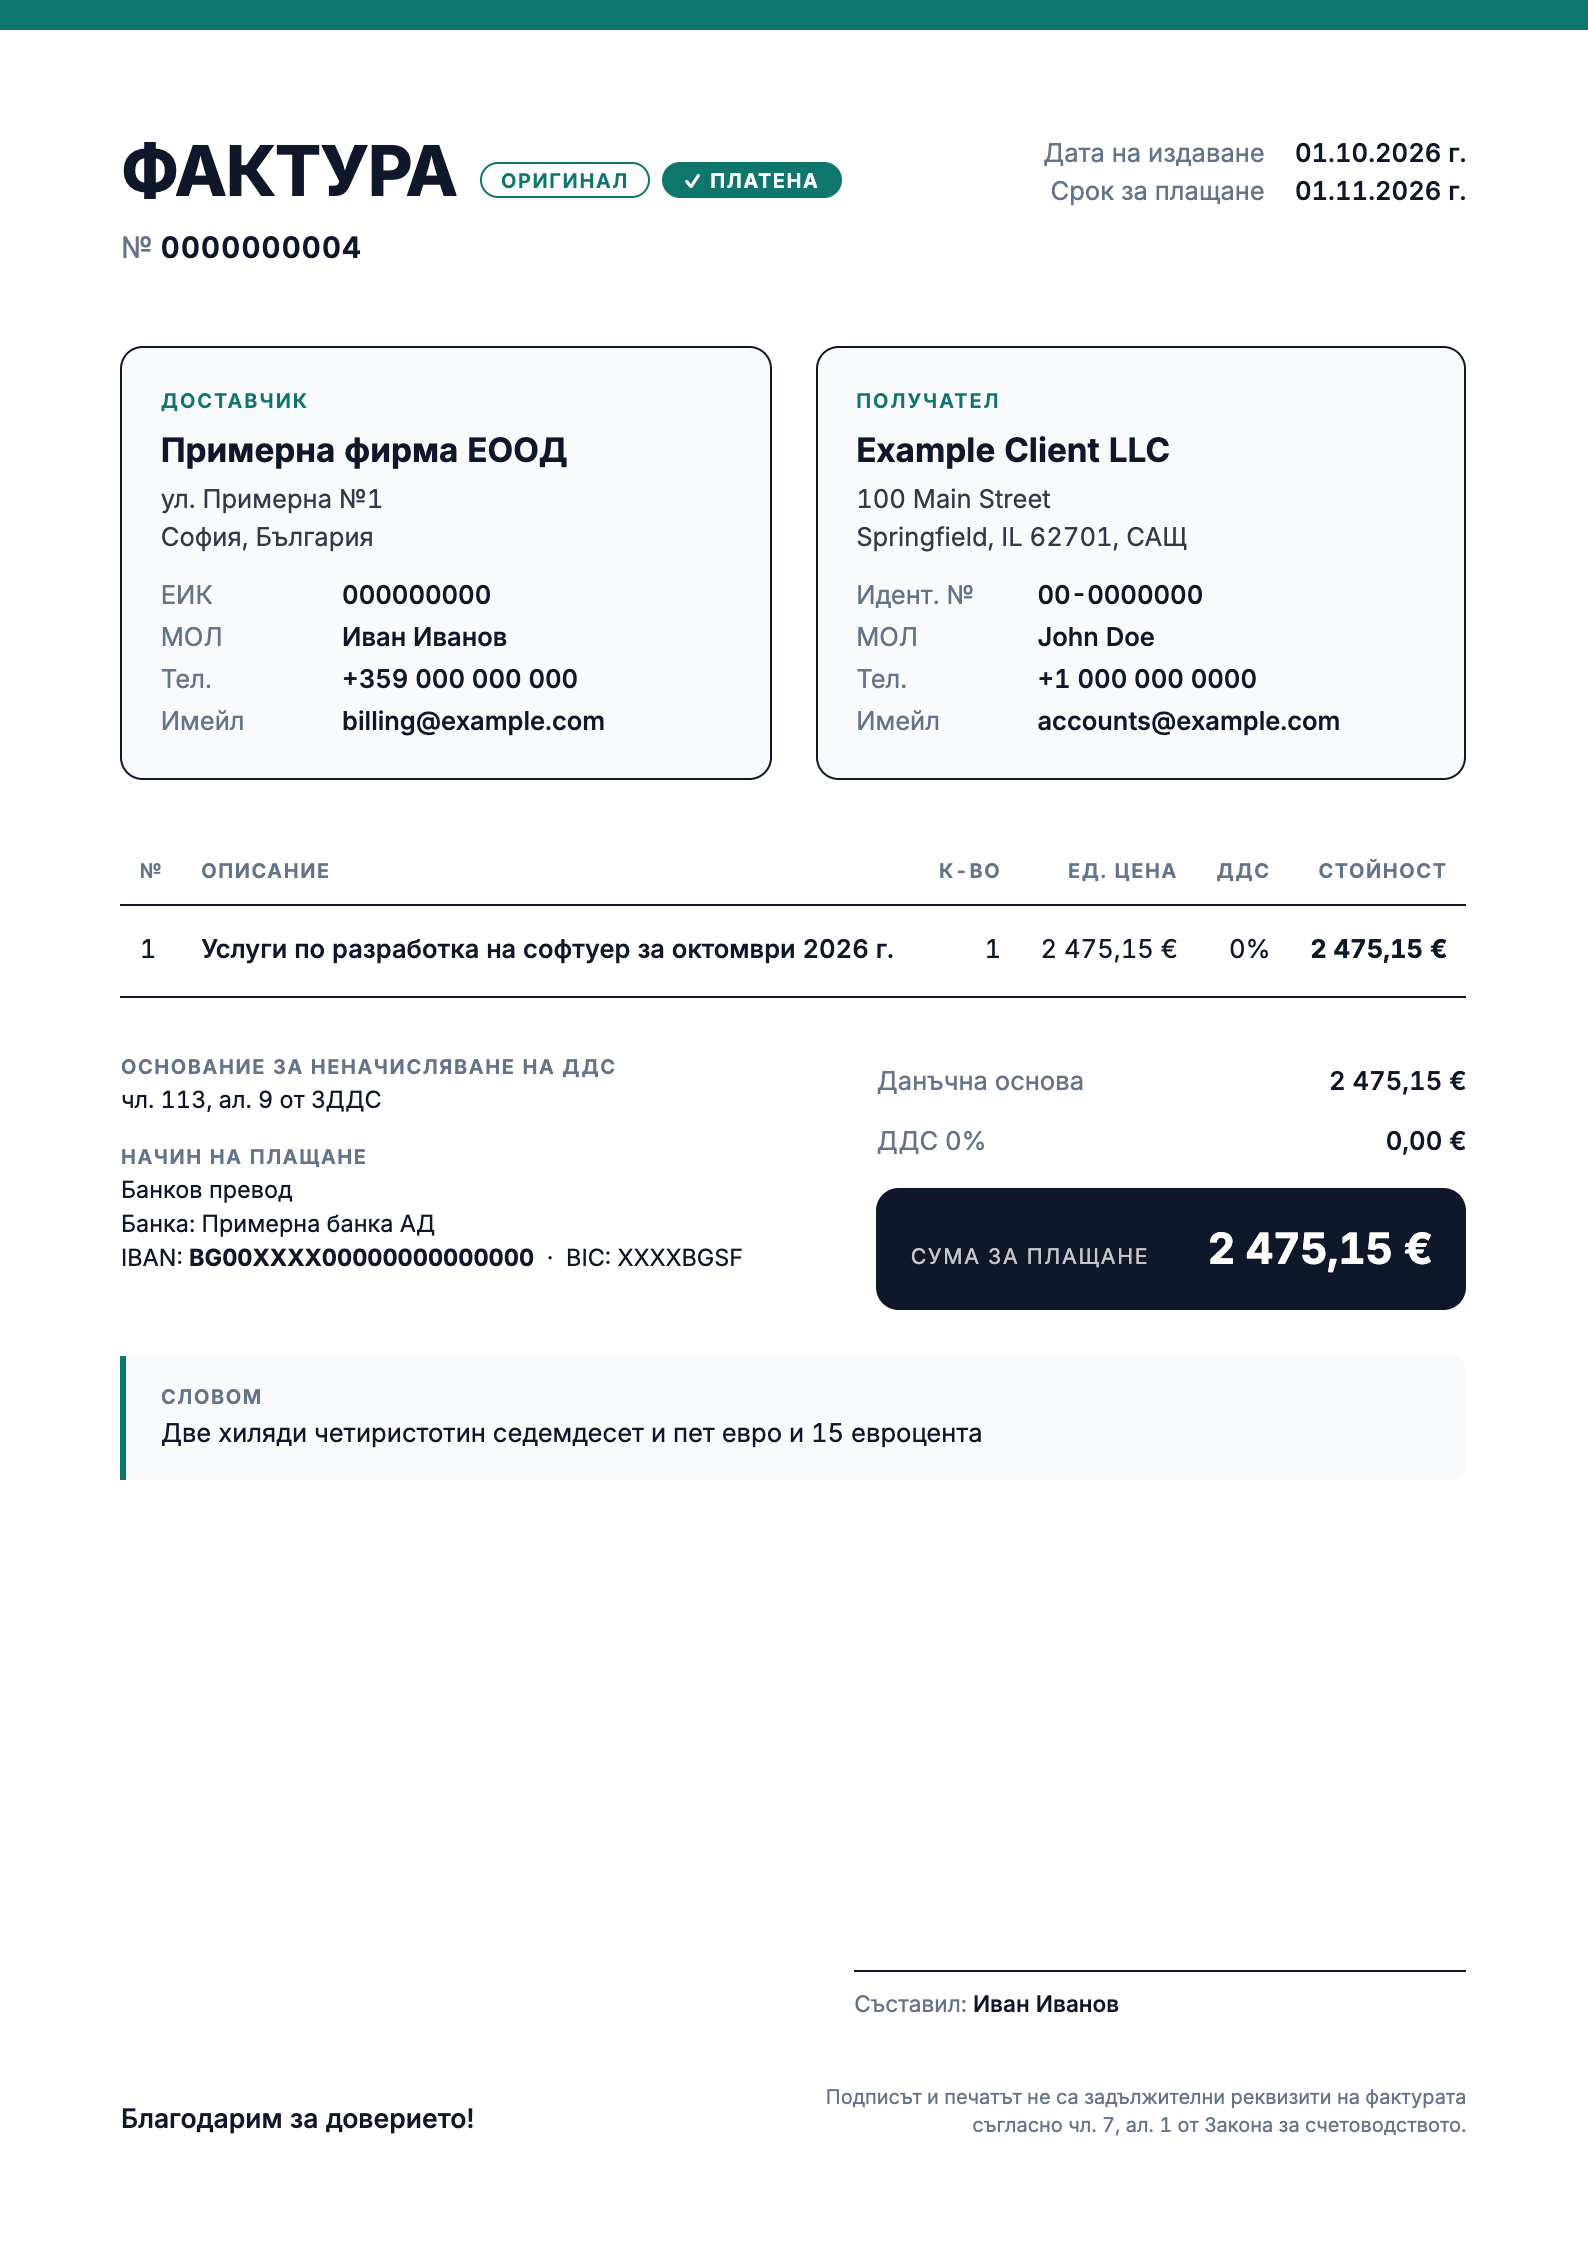 ФАКТУРА ОРИГИНАЛ ✓ ПЛАТЕНА
№ 0000000004
Дата на издаване 01.10.2026 г.
Срок за плащане 01.11.2026 г.
ДОСТАВЧИК
Примерна фирма ЕООД
ул. Примерна №1
София, България
ЕИК 000000000
МОЛ Иван Иванов
Тел. +359 000 000 000
Имейл billing@example.com
ПОЛУЧАТЕЛ
Example Client LLC
100 Main Street
Springfield, IL 62701, САЩ
Идент. № 00-0000000
МОЛ John Doe
Тел. +1 000 000 0000
Имейл accounts@example.com
№ ОПИСАНИЕ К-ВО ЕД. ЦЕНА ДДС СТОЙНОСТ
1 Услуги по разработка на софтуер за октомври 2026 г. 1 2 475,15 € 0% 2 475,15 €
ОСНОВАНИЕ ЗА НЕНАЧИСЛЯВАНЕ НА ДДС
чл. 113, ал. 9 от ЗДДС
НАЧИН НА ПЛАЩАНЕ
Банков превод
Банка: Примерна банка АД
IBAN: BG00XXXX00000000000000 · BIC: XXXXBGSF
Данъчна основа 2 475,15 €
ДДС 0% 0,00 €
СУМА ЗА ПЛАЩАНЕ 2 475,15 €
СЛОВОМ
Две хиляди четиристотин седемдесет и пет евро и 15 евроцента
Съставил: Иван Иванов
Благодарим за доверието!
Подписът и печатът не са задължителни реквизити на фактурата
съгласно чл. 7, ал. 1 от Закона за счетоводството.